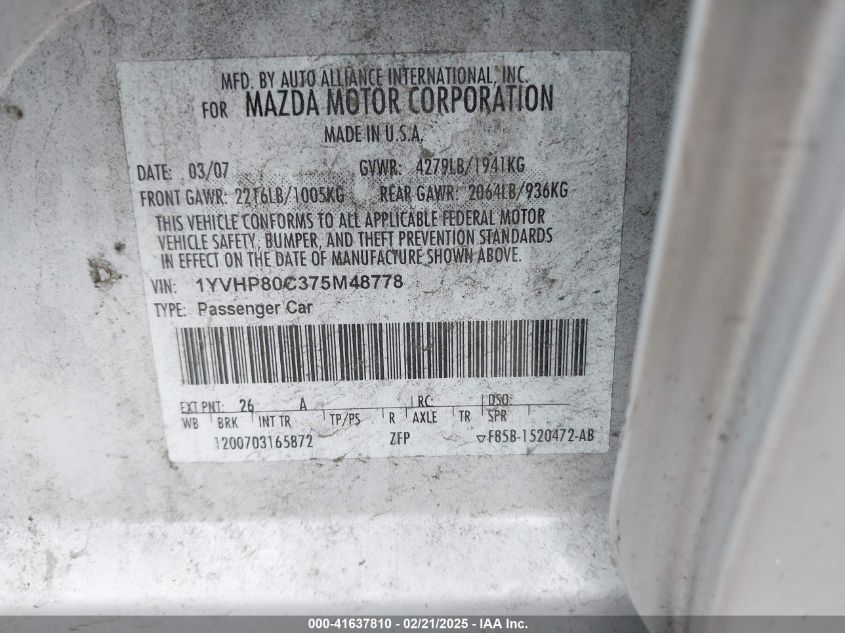 MFD. BY AUTO ALLIANCE INTERNATIONAL, INC.
FOR MAZDA MOTOR CORPORATION
MADE IN U.S.A.
DATE: 03/07 GVWR: 4279LB/1941KG
FRONT GAWR: 2216LB/1005KG REAR GAWR: 2064LB/936KG
THIS VEHICLE CONFORMS TO ALL APPLICABLE FEDERAL MOTOR
VEHICLE SAFETY, BUMPER, AND THEFT PREVENTION STANDARDS
IN EFFECT ON THE DATE OF MANUFACTURE SHOWN ABOVE.
VIN: 1YVHP80C375M48778
TYPE: Passenger Car
EXT PNT: 26 A RC: DSO:
WB BRK INT TR TP/PS R AXLE TR SPR
1200703165872 ZFP ▽F85B-1520472-AB
000-41637810 - 02/21/2025 - Copyright © 2025 IAA, Inc.